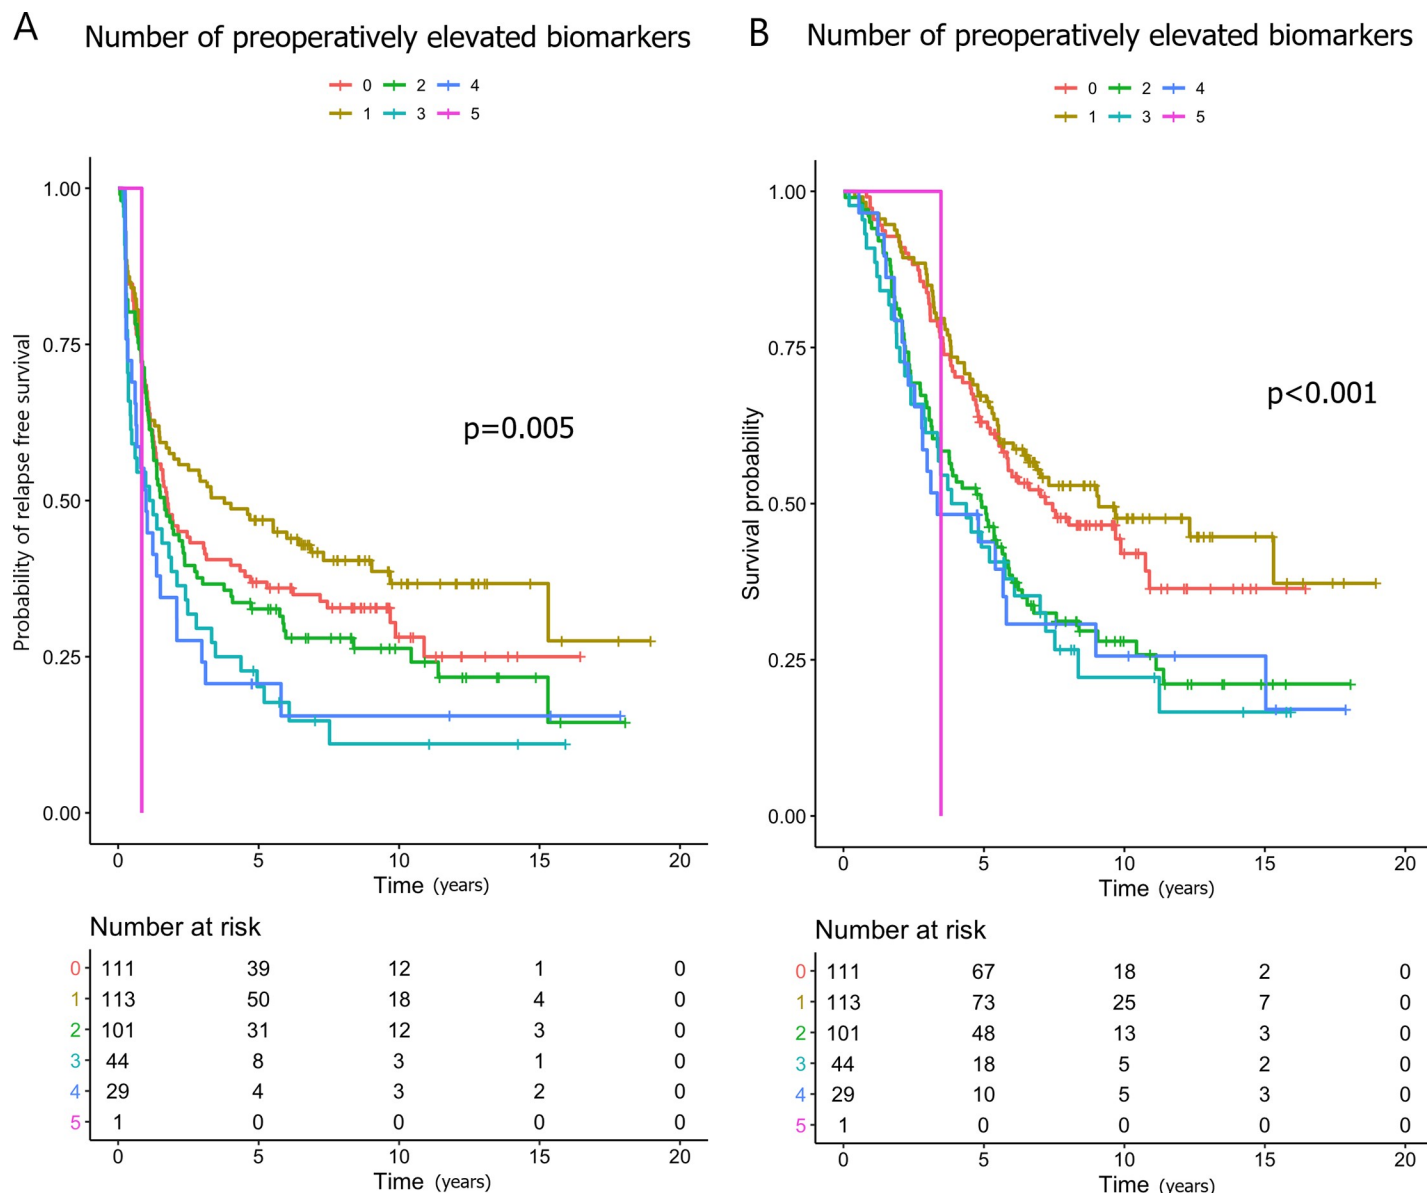 A
Number of preoperatively elevated biomarkers
0 2 4
1 3 5
1.00
0.75
0.50
0.25
0.00
Probability of relapse free survival
p=0.005
0 5 10 15 20
Time (years)
Number at risk
0 111 39 12 1 0
1 113 50 18 4 0
2 101 31 12 3 0
3 44 8 3 1 0
4 29 4 3 2 0
5 1 0 0 0 0
0 5 10 15 20
Time (years)
B
Number of preoperatively elevated biomarkers
0 2 4
1 3 5
1.00
0.75
0.50
0.25
0.00
Survival probability
p<0.001
0 5 10 15 20
Time (years)
Number at risk
0 111 67 18 2 0
1 113 73 25 7 0
2 101 48 13 3 0
3 44 18 5 2 0
4 29 10 5 3 0
5 1 0 0 0 0
0 5 10 15 20
Time (years)